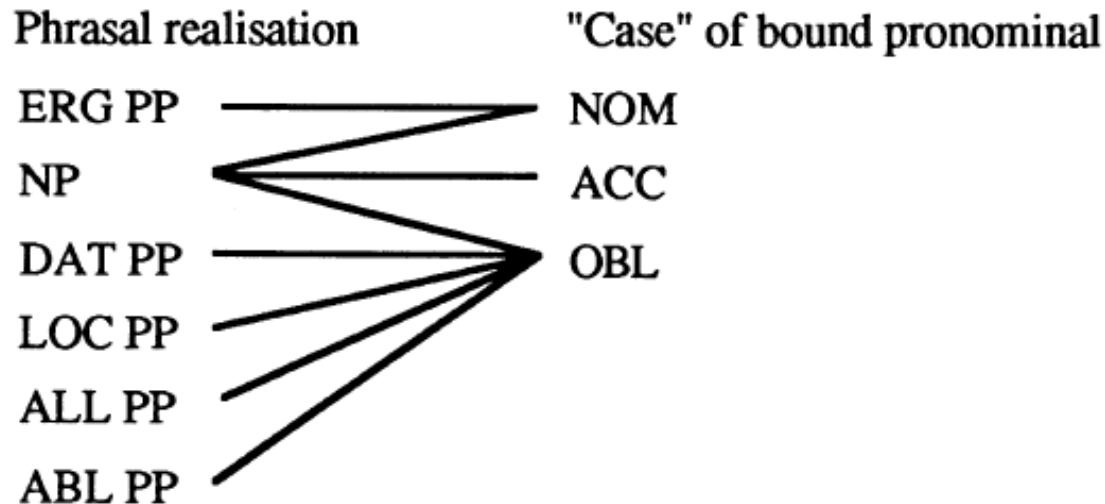 Phrasal realisation "Case" of bound pronominal
ERG PP NOM
NP ACC
DAT PP OBL
LOC PP
ALL PP
ABL PP